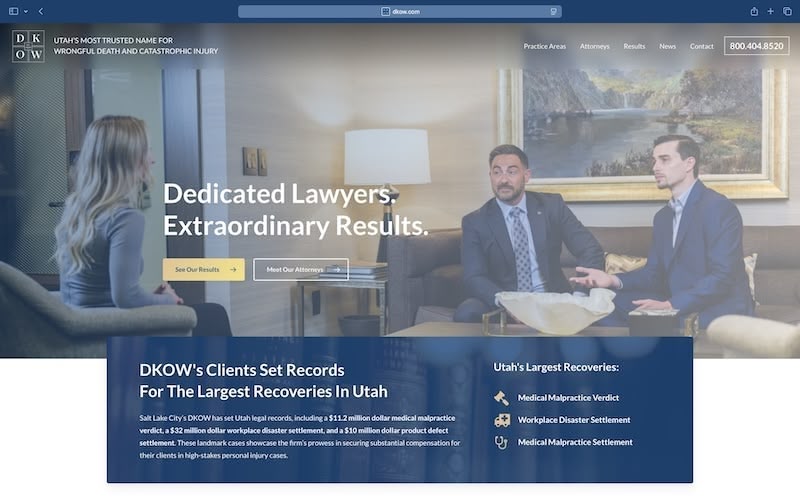 dkow.com
D K
O W
UTAH'S MOST TRUSTED NAME FOR
WRONGFUL DEATH AND CATASTROPHIC INJURY
Practice Areas
Attorneys
Results
News
Contact
800.404.8520
Dedicated Lawyers.
Extraordinary Results.
See Our Results
Meet Our Attorneys
DKOW's Clients Set Records
For The Largest Recoveries In Utah
Salt Lake City's DKOW has set Utah legal records, including a $11.2 million dollar medical malpractice
verdict, a $32 million dollar workplace disaster settlement, and a $10 million dollar product defect
settlement. These landmark cases showcase the firm's prowess in securing substantial compensation for
their clients in high-stakes personal injury cases.
Utah's Largest Recoveries:
Medical Malpractice Verdict
Workplace Disaster Settlement
Medical Malpractice Settlement